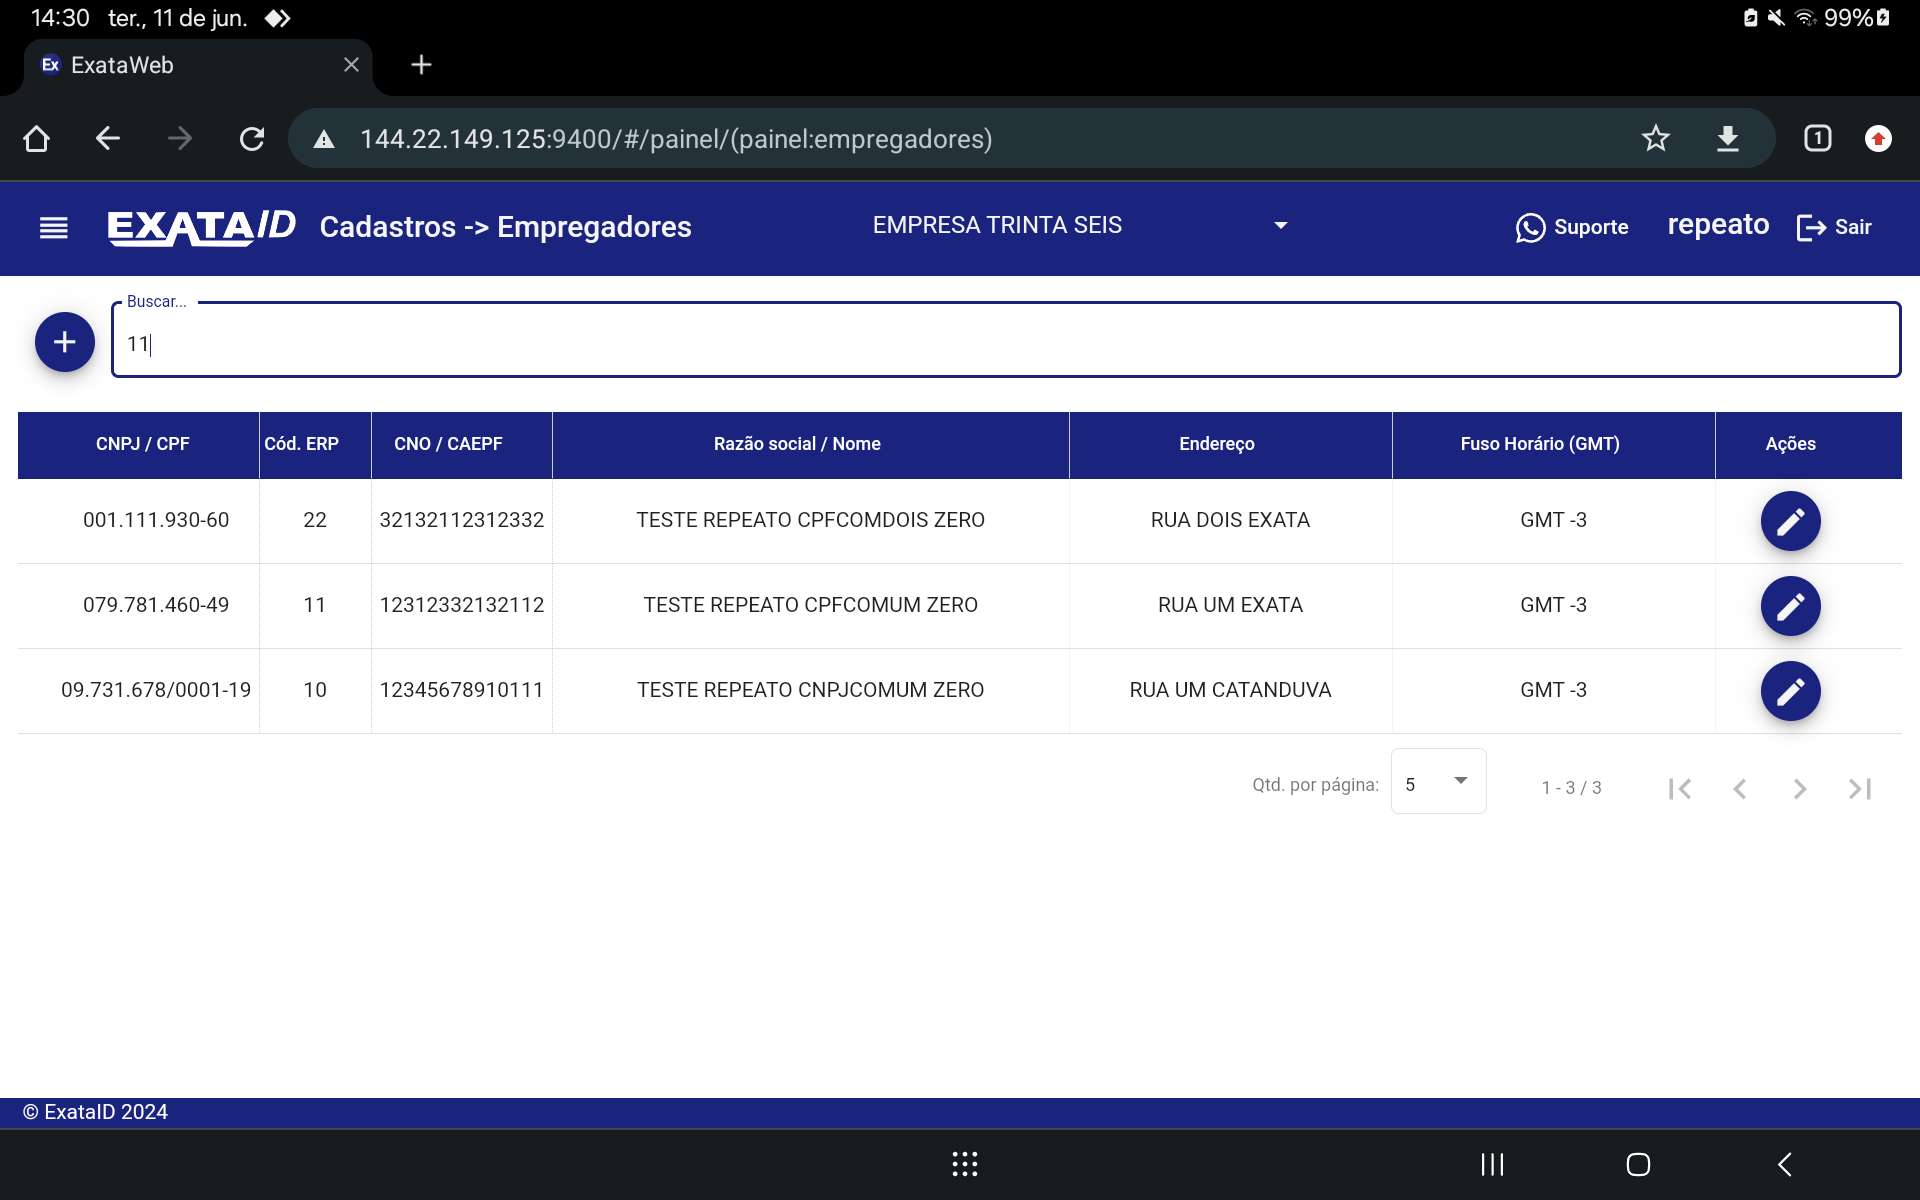 14:30 ter., 11 de jun. 99%
Ex ExataWeb
144.22.149.125:9400/#/painel/(painel:empregadores) 1
EXATAID Cadastros -> Empregadores EMPRESA TRINTA SEIS Suporte repeato Sair
Buscar...
11
CNPJ / CPF Cód. ERP CNO / CAEPF Razão social / Nome Endereço Fuso Horário (GMT) Ações
001.111.930-60 22 32132112312332 TESTE REPEATO CPFCOMDOIS ZERO RUA DOIS EXATA GMT -3
079.781.460-49 11 12312332132112 TESTE REPEATO CPFCOMUM ZERO RUA UM EXATA GMT -3
09.731.678/0001-19 10 12345678910111 TESTE REPEATO CNPJCOMUM ZERO RUA UM CATANDUVA GMT -3
Qtd. por página: 5 1 - 3 / 3
© ExataID 2024